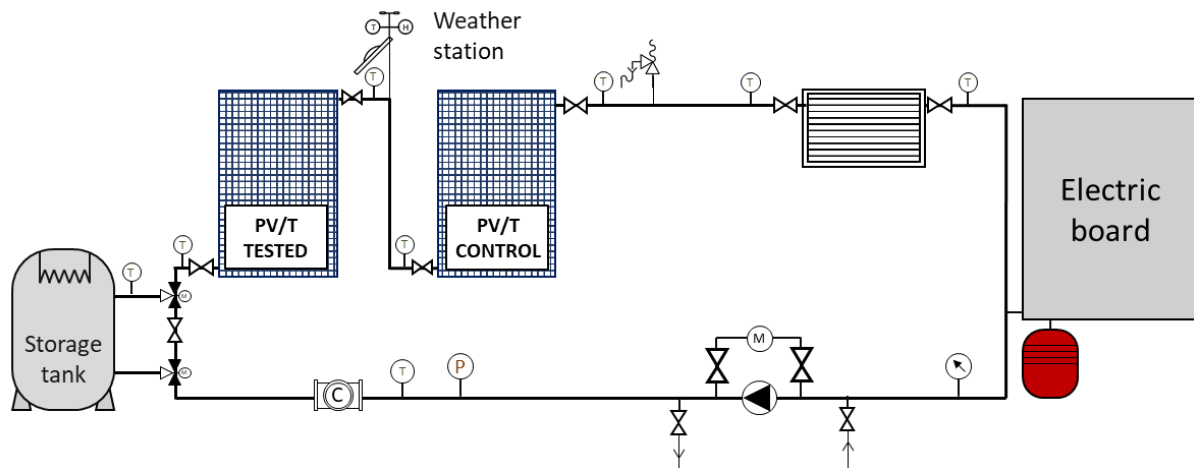 Weather
station
T
H
T
T
T
T
PV/T
TESTED
PV/T
CONTROL
Electric
board
T
T
T
M
Storage
tank
M
M
C
T
P